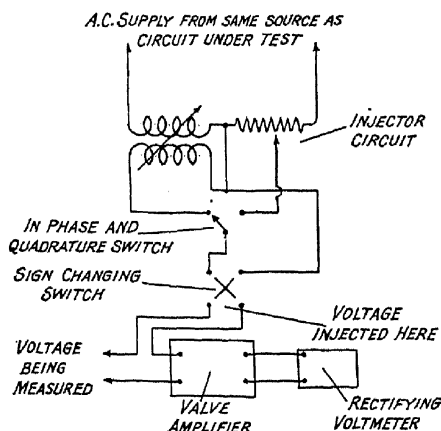 A.C. SUPPLY FROM SAME SOURCE AS
CIRCUIT UNDER TEST
INJECTOR
CIRCUIT
IN PHASE AND
QUADRATURE SWITCH
SIGN CHANGING
SWITCH
VOLTAGE
INJECTED HERE
VOLTAGE
BEING
MEASURED
VALVE
AMPLIFIER
RECTIFYING
VOLTMETER